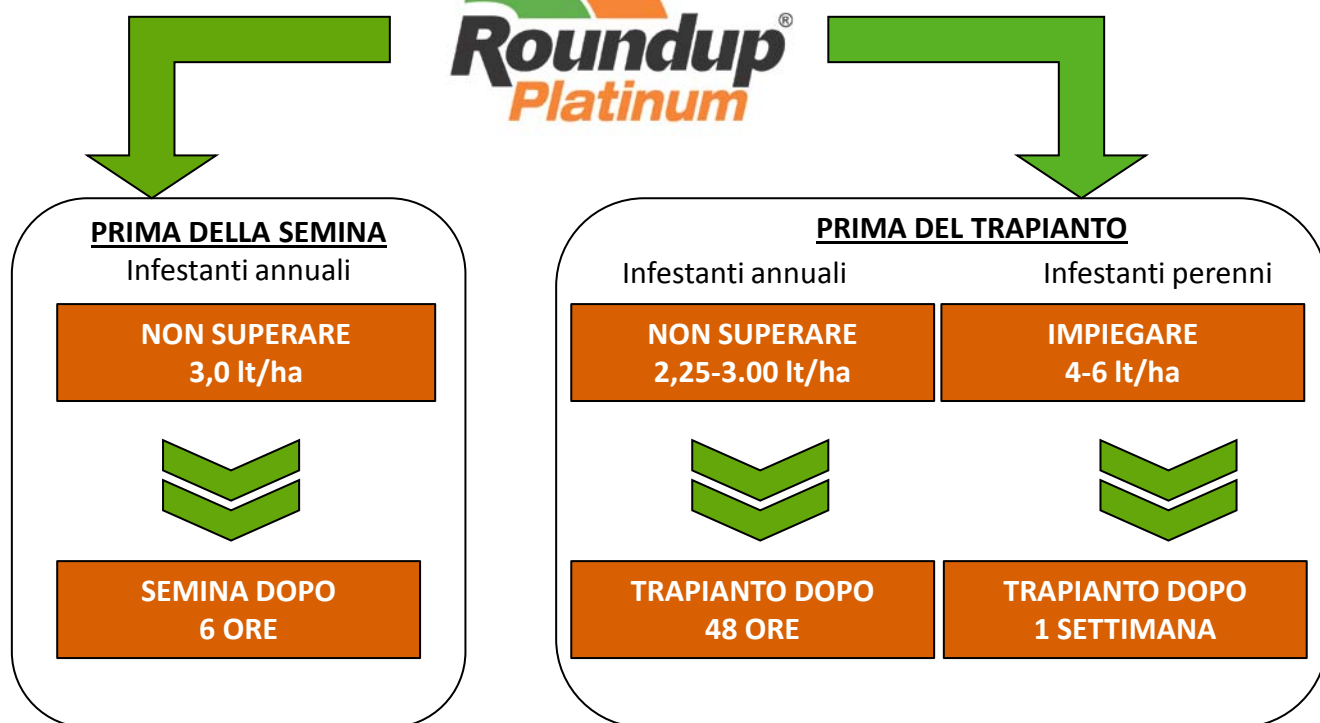 Roundup®
Platinum
PRIMA DELLA SEMINA
Infestanti annuali
NON SUPERARE
3,0 lt/ha
SEMINA DOPO
6 ORE
PRIMA DEL TRAPIANTO
Infestanti annuali
NON SUPERARE
2,25-3.00 lt/ha
TRAPIANTO DOPO
48 ORE
Infestanti perenni
IMPIEGARE
4-6 lt/ha
TRAPIANTO DOPO
1 SETTIMANA